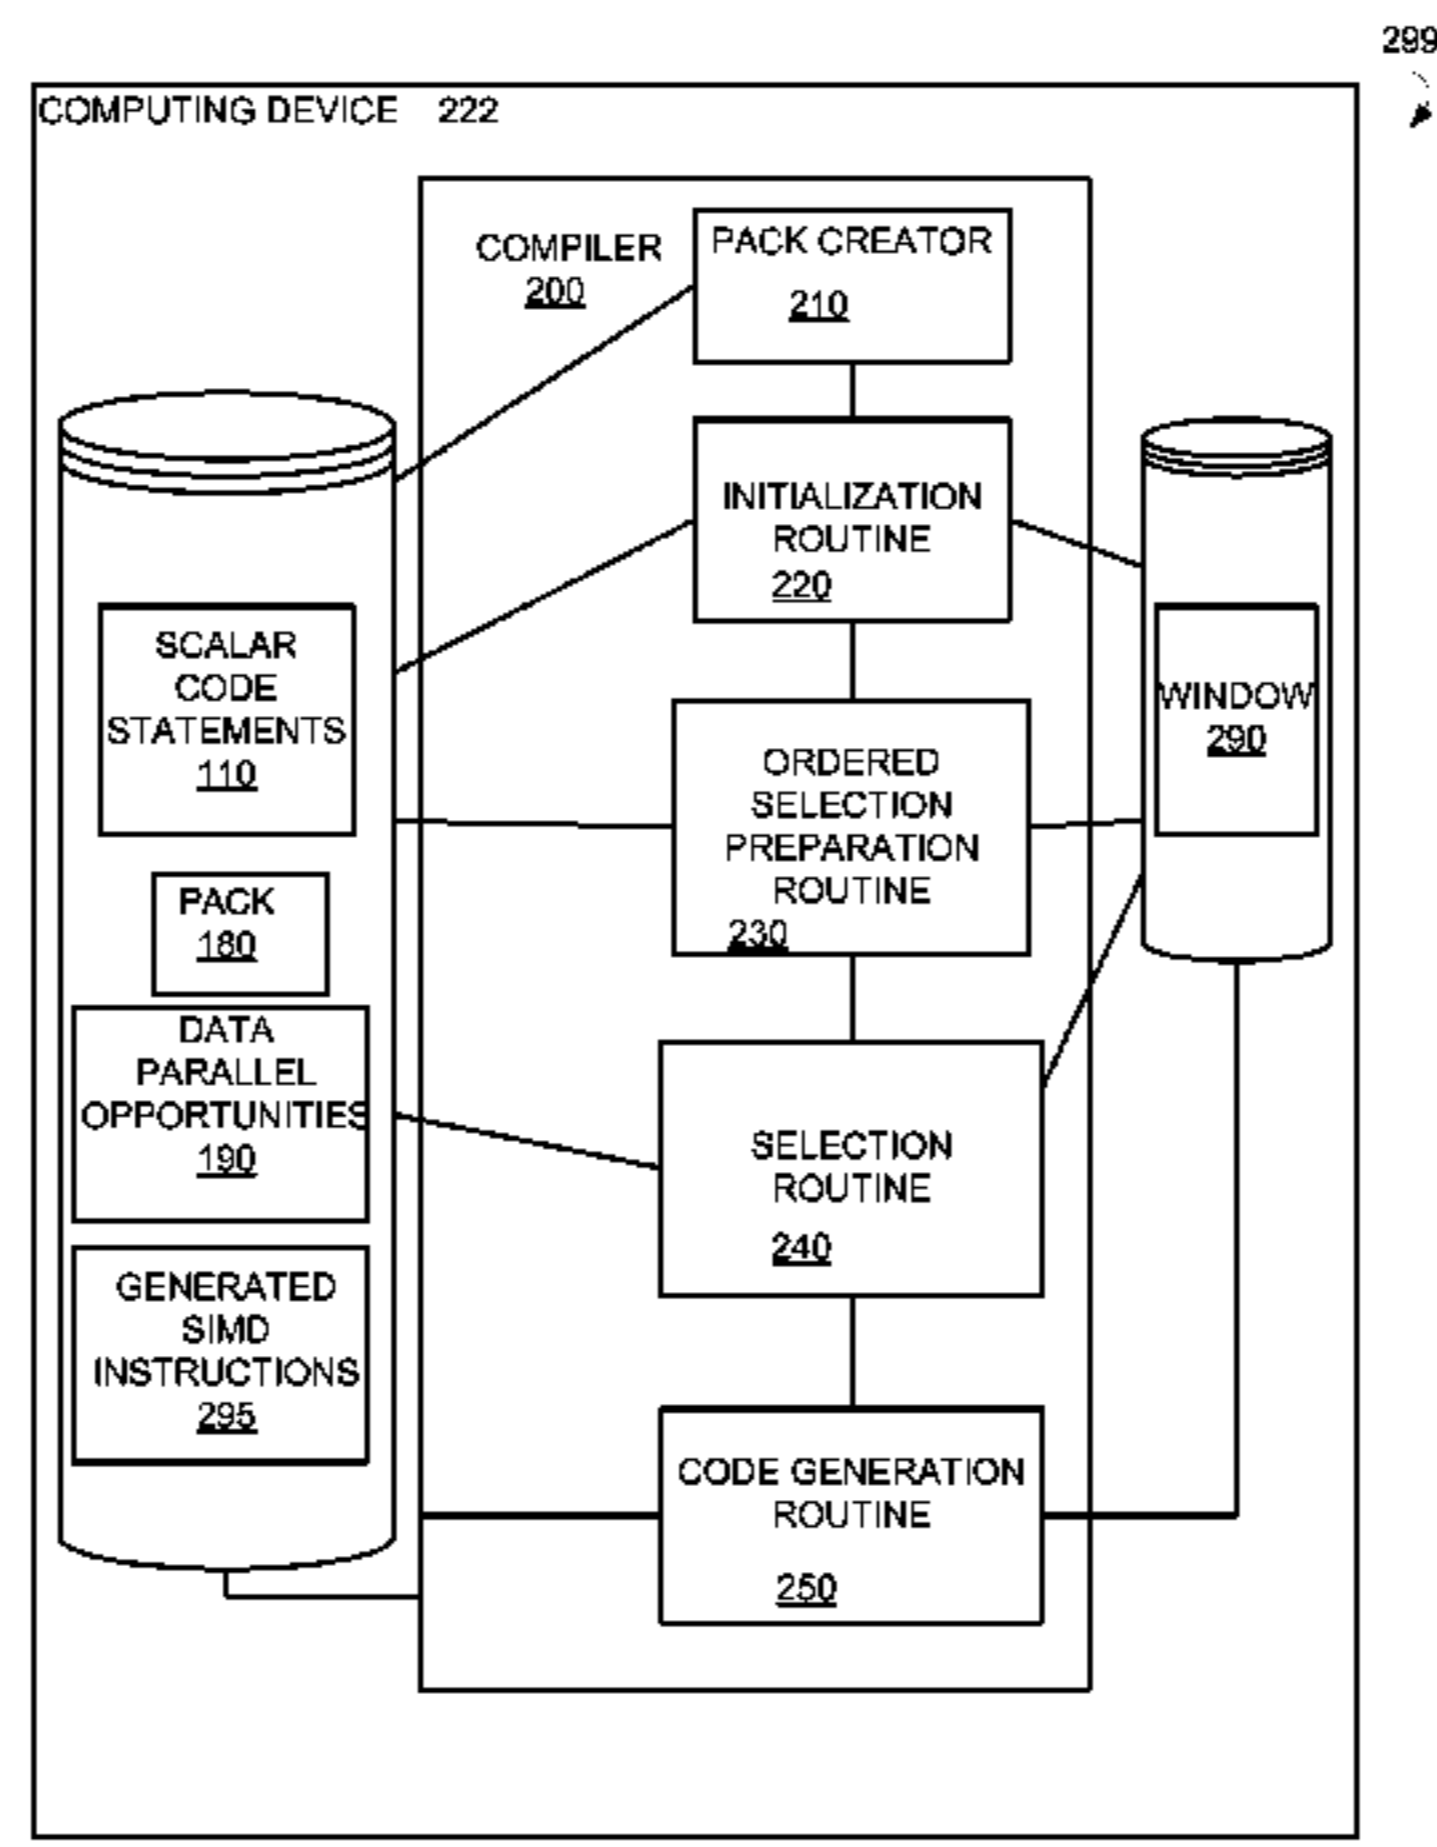 299
COMPUTING DEVICE 222
COMPILER
200
PACK CREATOR
210
INITIALIZATION
ROUTINE
220
SCALAR
CODE
STATEMENTS
110
WINDOW
290
ORDERED
SELECTION
PREPARATION
ROUTINE
230
PACK
180
DATA
PARALLEL
OPPORTUNITIES
190
SELECTION
ROUTINE
240
GENERATED
SIMD
INSTRUCTIONS
295
CODE GENERATION
ROUTINE
250